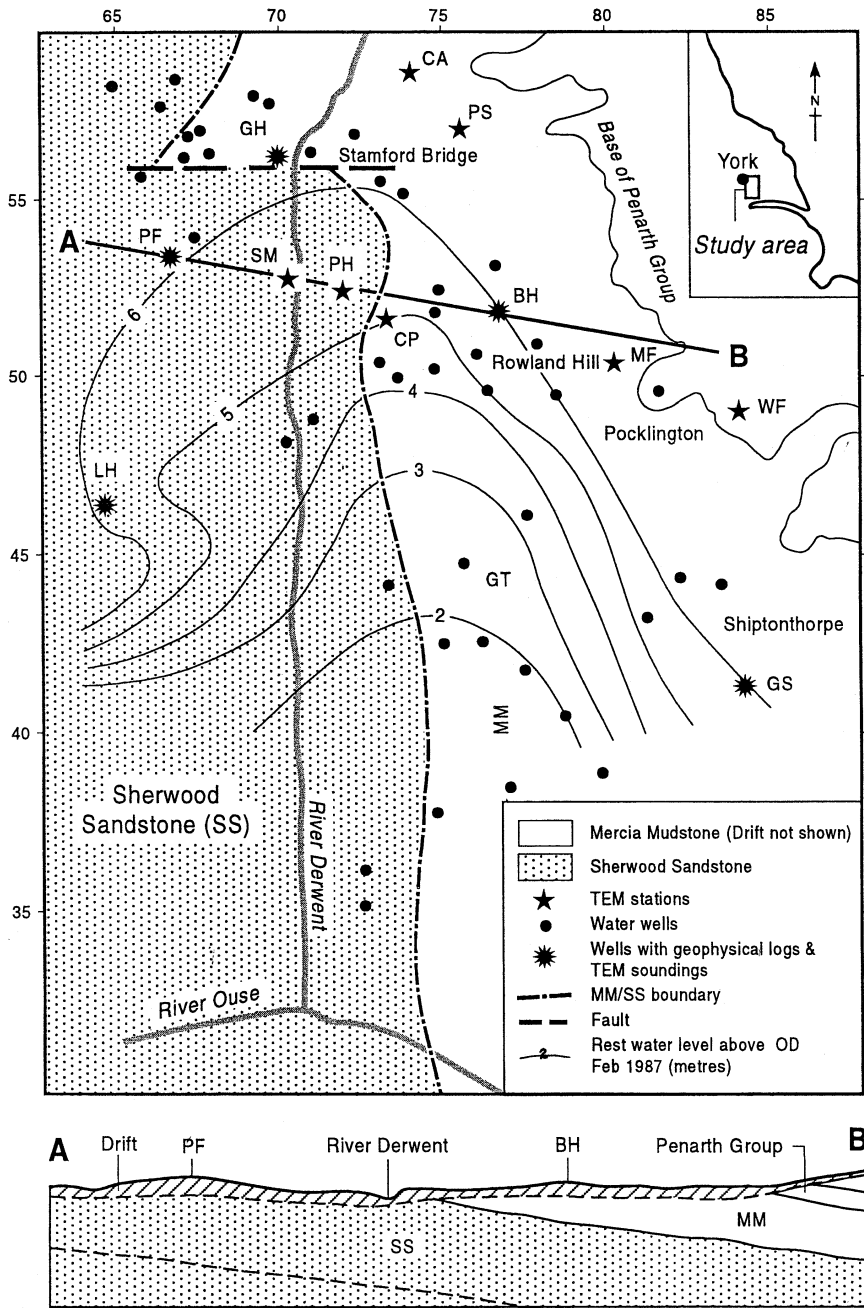 65 70 75 80 85
CA
N
GH
PS
Stamford Bridge
Base of Penarth Group
York
Study area
55
A
PF
SM
PH
BH
6
CP
Rowland Hill
MF
B
50
5
4
WF
Pocklington
LH
3
45
GT
2
Shiptonthorpe
GS
MM
40
Sherwood
Sandstone (SS)
River Derwent
35
River Ouse
Mercia Mudstone (Drift not shown)
Sherwood Sandstone
TEM stations
Water wells
Wells with geophysical logs &
TEM soundings
MM/SS boundary
Fault
2
Rest water level above OD
Feb 1987 (metres)
A
Drift
PF
River Derwent
BH
Penarth Group
B
MM
SS